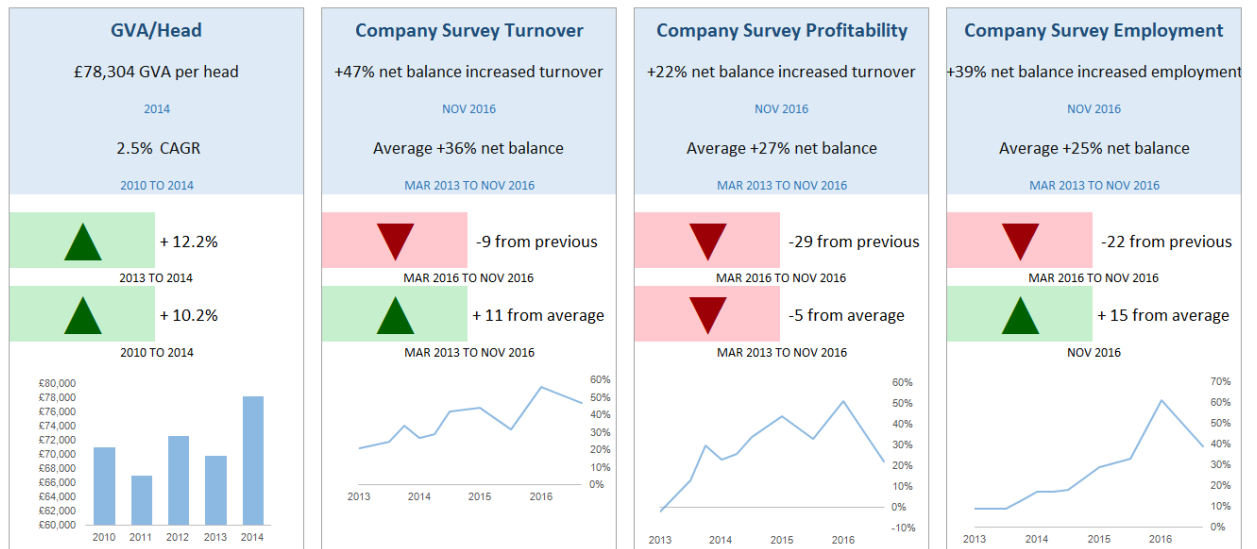 GVA/Head
£78,304 GVA per head
2014
2.5% CAGR
2010 TO 2014
+ 12.2%
2013 TO 2014
+ 10.2%
2010 TO 2014
£80,000
£78,000
£76,000
£74,000
£72,000
£70,000
£68,000
£66,000
£64,000
£62,000
£60,000
2010 2011 2012 2013 2014
Company Survey Turnover
+47% net balance increased turnover
NOV 2016
Average +36% net balance
MAR 2013 TO NOV 2016
-9 from previous
MAR 2016 TO NOV 2016
+ 11 from average
MAR 2013 TO NOV 2016
60%
50%
40%
30%
20%
10%
0%
2013 2014 2015 2016
Company Survey Profitability
+22% net balance increased turnover
NOV 2016
Average +27% net balance
MAR 2013 TO NOV 2016
-29 from previous
MAR 2016 TO NOV 2016
-5 from average
MAR 2013 TO NOV 2016
60%
50%
40%
30%
20%
10%
0%
-10%
2013 2014 2015 2016
Company Survey Employment
+39% net balance increased employment
NOV 2016
Average +25% net balance
MAR 2013 TO NOV 2016
-22 from previous
MAR 2016 TO NOV 2016
+ 15 from average
NOV 2016
70%
60%
50%
40%
30%
20%
10%
0%
2013 2014 2015 2016